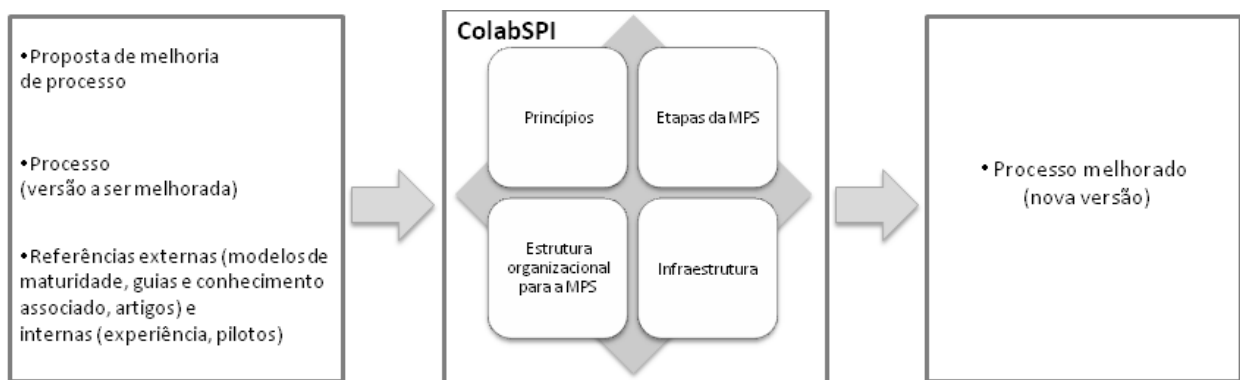 •Proposta de melhoria
de processo
•Processo
(versão a ser melhorada)
•Referências externas (modelos de
maturidade, guias e conhecimento
associado, artigos) e
internas (experiência, pilotos)
ColabSPI
Princípios
Etapas da MPS
Estrutura
organizacional
para a MPS
Infraestrutura
• Processo melhorado
(nova versão)